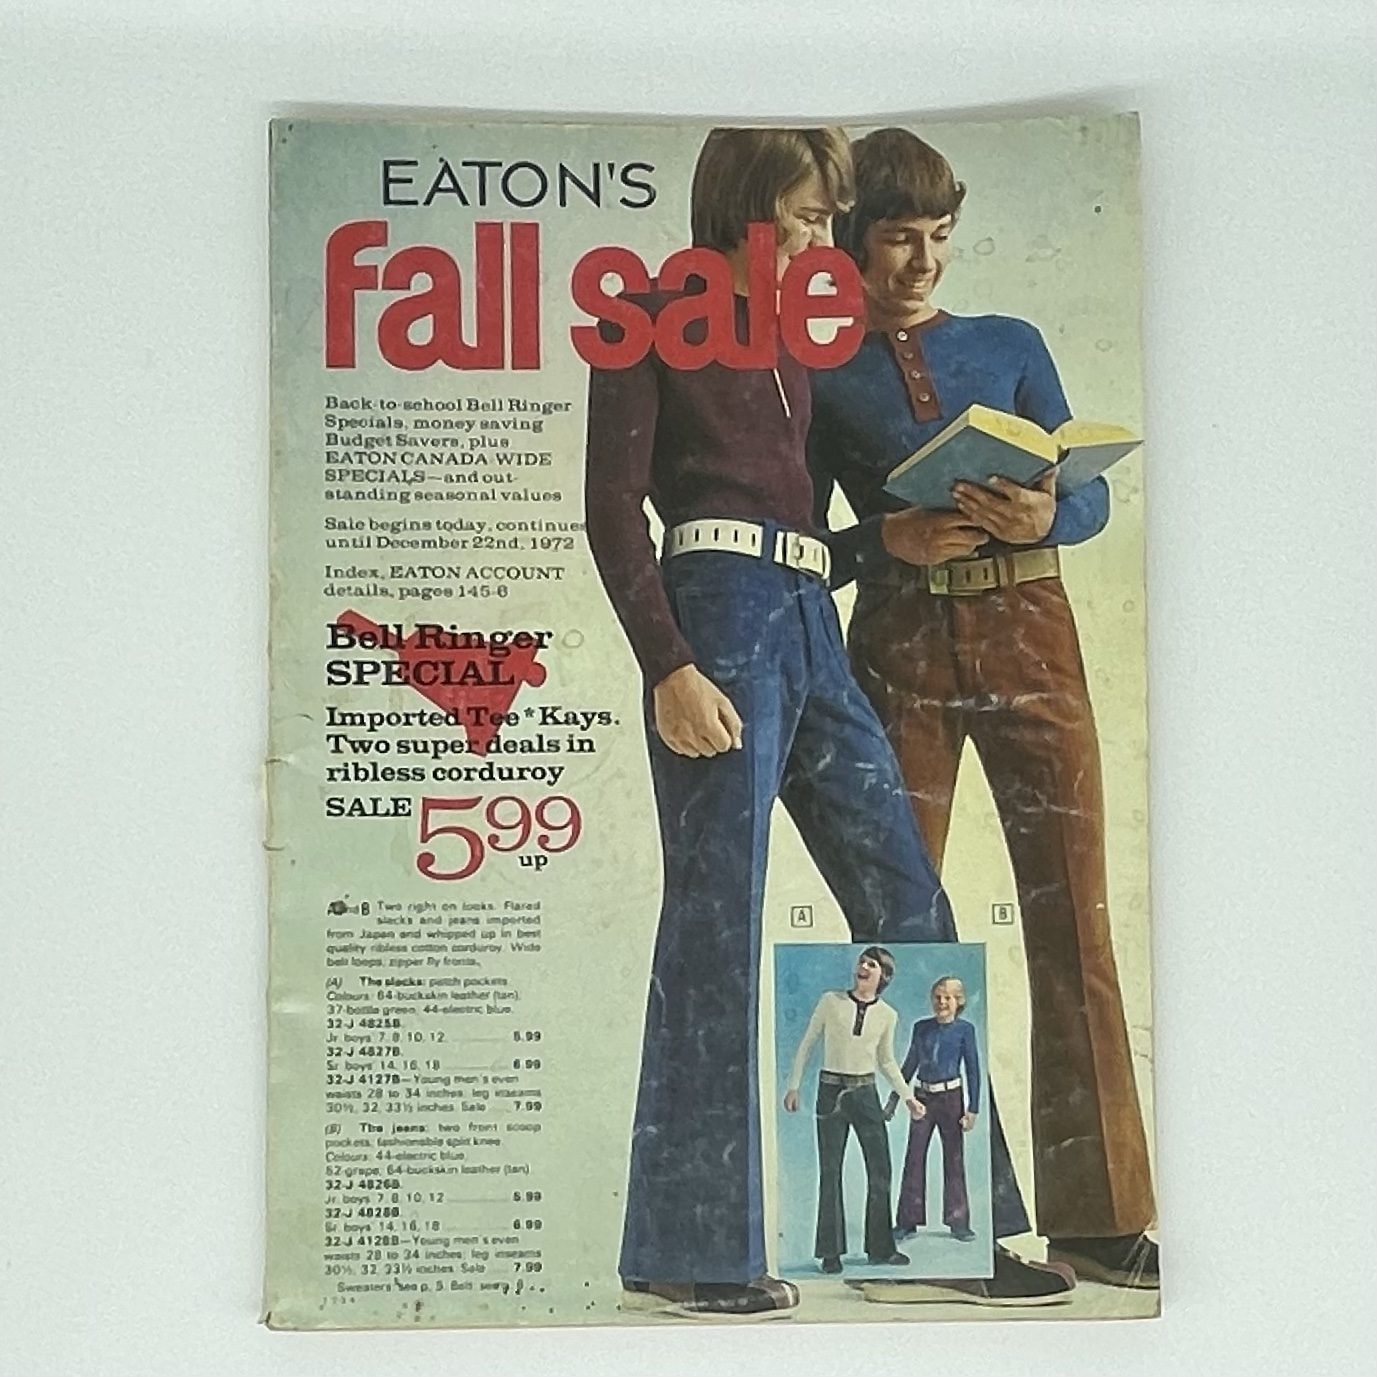 EATON'S
fall sale
Back-to-school Bell Ringer
Specials, money saving
Budget Savers, plus
EATON CANADA-WIDE
SPECIALS—and out-
standing seasonal values
Sale begins today, continues
until December 22nd, 1972
Index, EATON ACCOUNT
details, pages 145-6
Bell Ringer
SPECIAL
Imported Tee*Kays.
Two super deals in
ribless corduroy
SALE 5.99
up
A and B Two right on looks. Flared
slacks and jeans imported
from Japan and whipped up in best
quality ribless cotton corduroy. Wide
belt loops, zipper fly fronts.
(A) The slacks: patch pockets.
Colours: 64-buckskin leather (tan),
37-bottle green, 44-electric blue.
32-J 4825B.
Jr. boys' 7, 8, 10, 12 5.99
32-J 4827B.
Sr. boys' 14, 16, 18 6.99
32-J 4127B—Young men's even
waists 28 to 34 inches; leg inseams
30½, 32, 33½ inches. Sale 7.99
(B) The jeans: two front scoop
pockets, fashionable split knee.
Colours: 44-electric blue,
52-grape, 64-buckskin leather (tan).
32-J 4826B.
Jr. boys' 7, 8, 10, 12 5.99
32-J 4828B.
Sr. boys' 14, 16, 18 6.99
32-J 4128B—Young men's even
waists 28 to 34 inches; leg inseams
30½, 32, 33½ inches. Sale 7.99
Sweaters see p. 5. Belt see p.
A
B